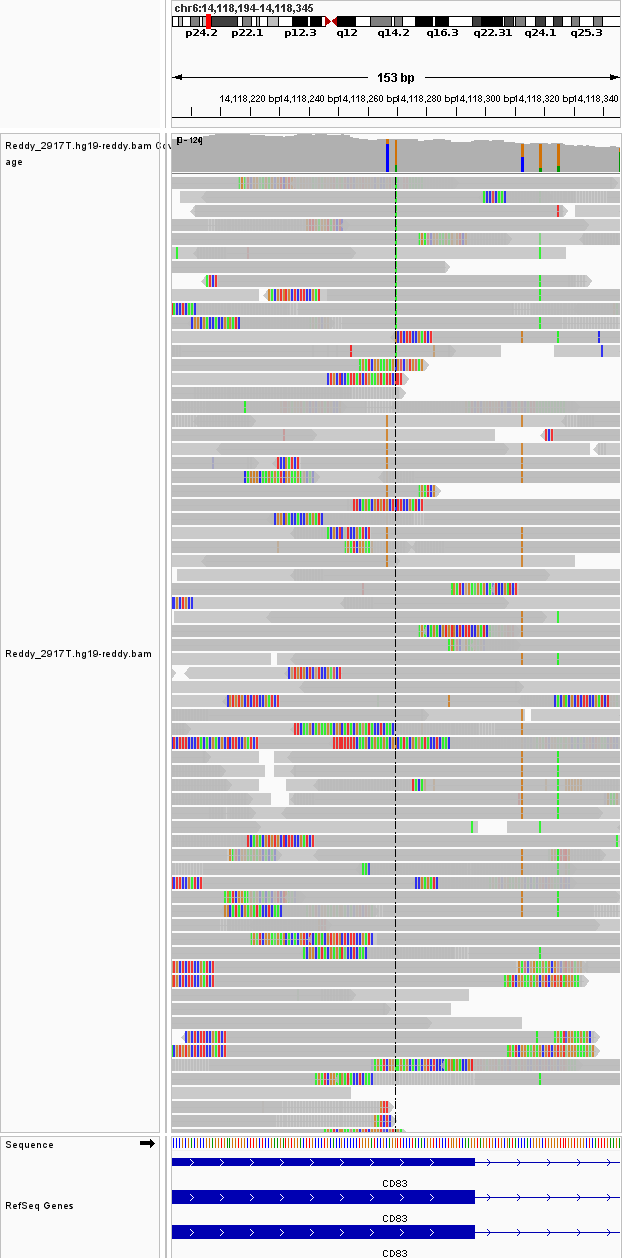 chr6:14,118,194-14,118,345
p24.2 p22.1 p12.3 q12 q14.2 q16.3 q22.31 q24.1 q25.3
153 bp
14,118,220 bp 14,118,240 bp 14,118,260 bp 14,118,280 bp 14,118,300 bp 14,118,320 bp 14,118,340
Reddy_2917T.hg19-reddy.bam Cov
age
[0 - 124]
Reddy_2917T.hg19-reddy.bam
Sequence
CD83
RefSeq Genes
CD83
CD83